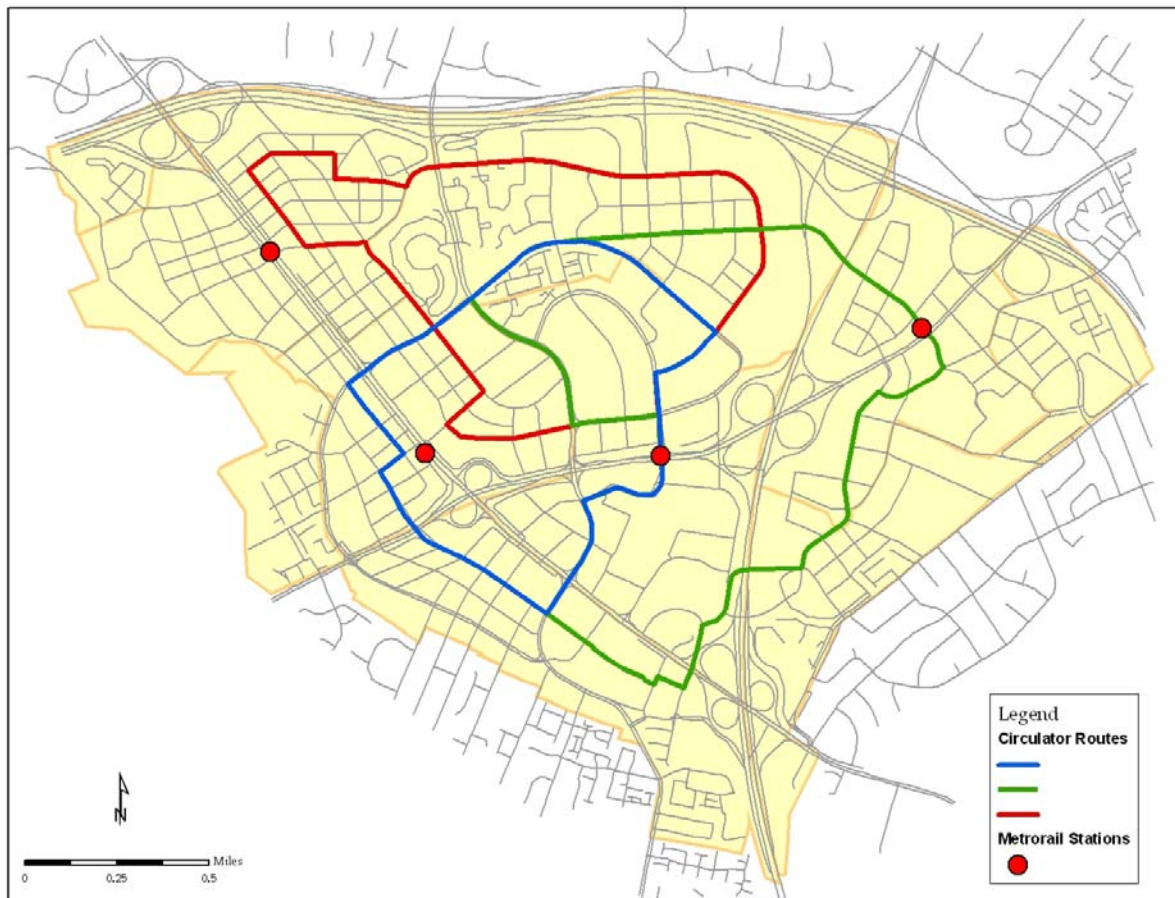 Legend
Circulator Routes
Metrorail Stations
N
Miles
0 0.25 0.5